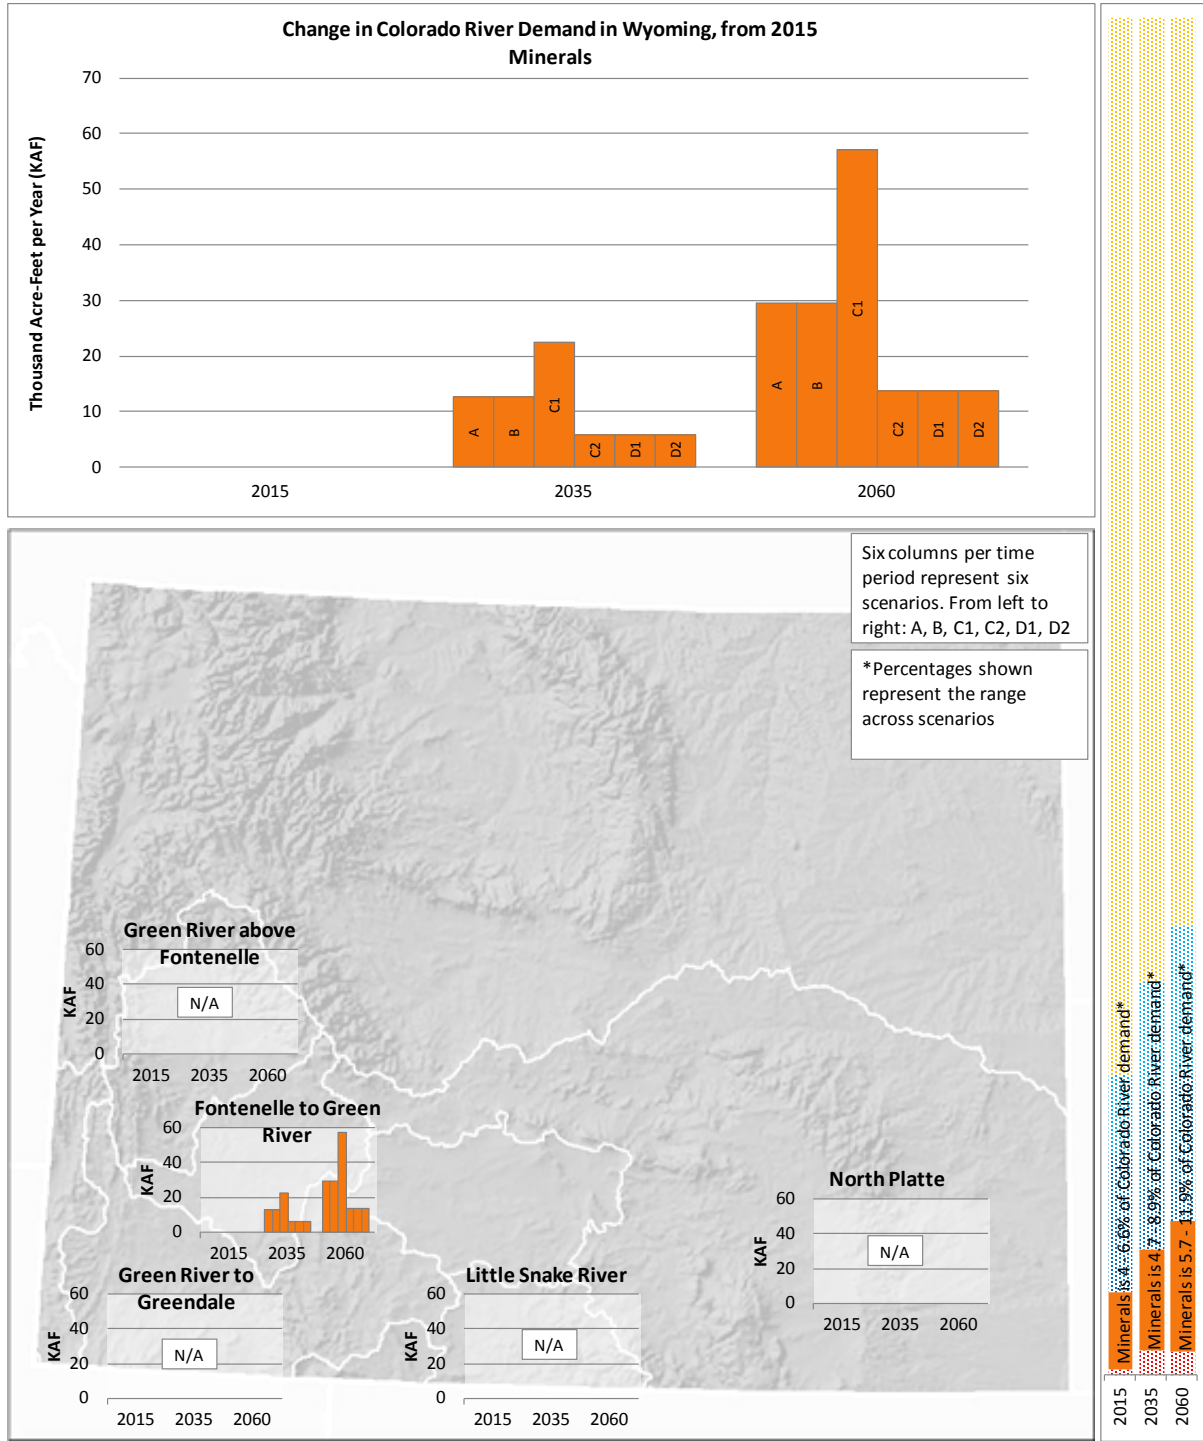 Change in Colorado River Demand in Wyoming, from 2015
Minerals
Thousand Acre-Feet per Year (KAF)
70
60
50
40
30
20
10
0
A
B
C1
C2
D1
D2
A
B
C1
C2
D1
D2
2015
2035
2060
Six columns per time
period represent six
scenarios. From left to
right: A, B, C1, C2, D1, D2
*Percentages shown
represent the range
across scenarios
Green River above
Fontenelle
KAF
60
40
20
0
N/A
2015 2035 2060
Fontenelle to Green
River
KAF
60
40
20
0
2015 2035 2060
North Platte
KAF
60
40
20
0
N/A
2015 2035 2060
Green River to
Greendale
KAF
60
40
20
0
N/A
2015 2035 2060
Little Snake River
KAF
60
40
20
0
N/A
2015 2035 2060
Minerals is 4 - 6.6% of Colorado River demand*
Minerals is 4.7 - 8.9% of Colorado River demand*
Minerals is 5.7 - 11.9% of Colorado River demand*
2015
2035
2060